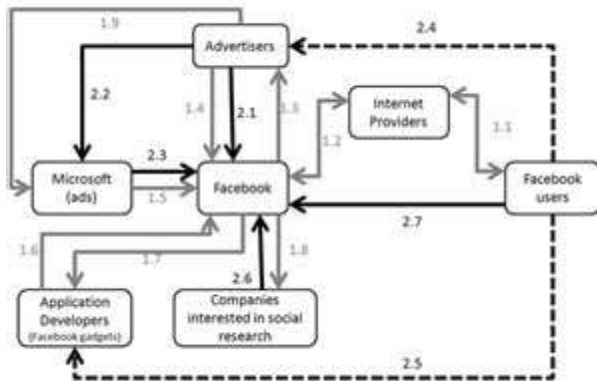 1.9
Advertisers
2.4
2.2
1.4
2.1
1.3
Internet
Providers
1.2
1.1
2.3
Microsoft
(ads)
1.5
Facebook
Facebook
users
2.7
1.6
1.7
2.6
1.8
Application
Developers
(Facebook gadgets)
Companies
interested in social
research
2.5